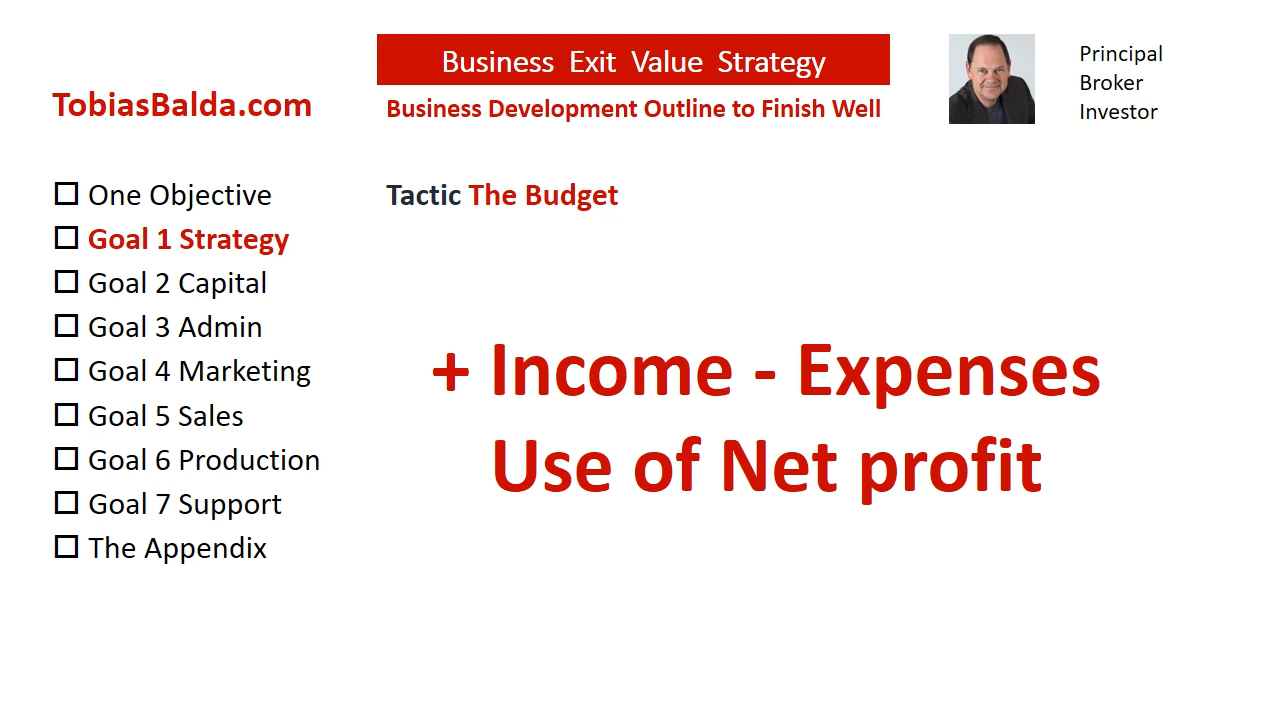 Business Exit Value Strategy
TobiasBalda.com
Business Development Outline to Finish Well
Principal
Broker
Investor
One Objective
Goal 1 Strategy
Goal 2 Capital
Goal 3 Admin
Goal 4 Marketing
Goal 5 Sales
Goal 6 Production
Goal 7 Support
The Appendix
Tactic The Budget
+ Income - Expenses
Use of Net profit